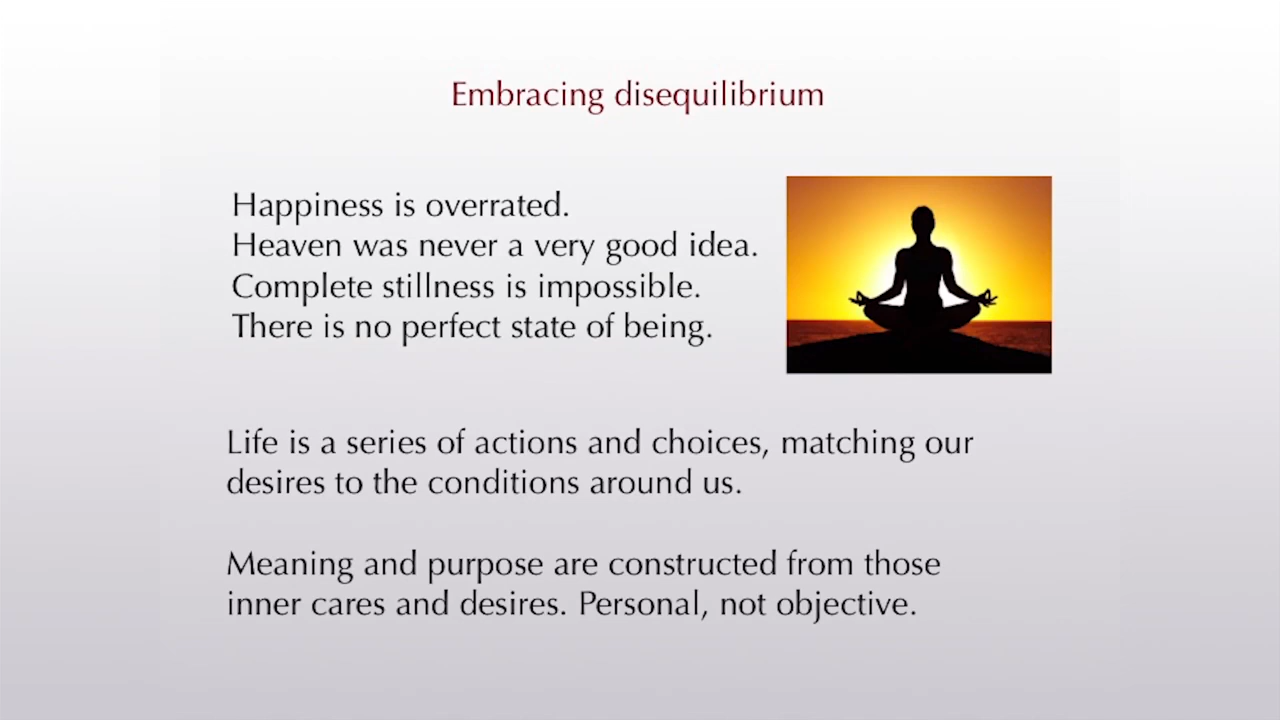 Embracing disequilibrium
Happiness is overrated.
Heaven was never a very good idea.
Complete stillness is impossible.
There is no perfect state of being.
Life is a series of actions and choices, matching our
desires to the conditions around us.
Meaning and purpose are constructed from those
inner cares and desires. Personal, not objective.